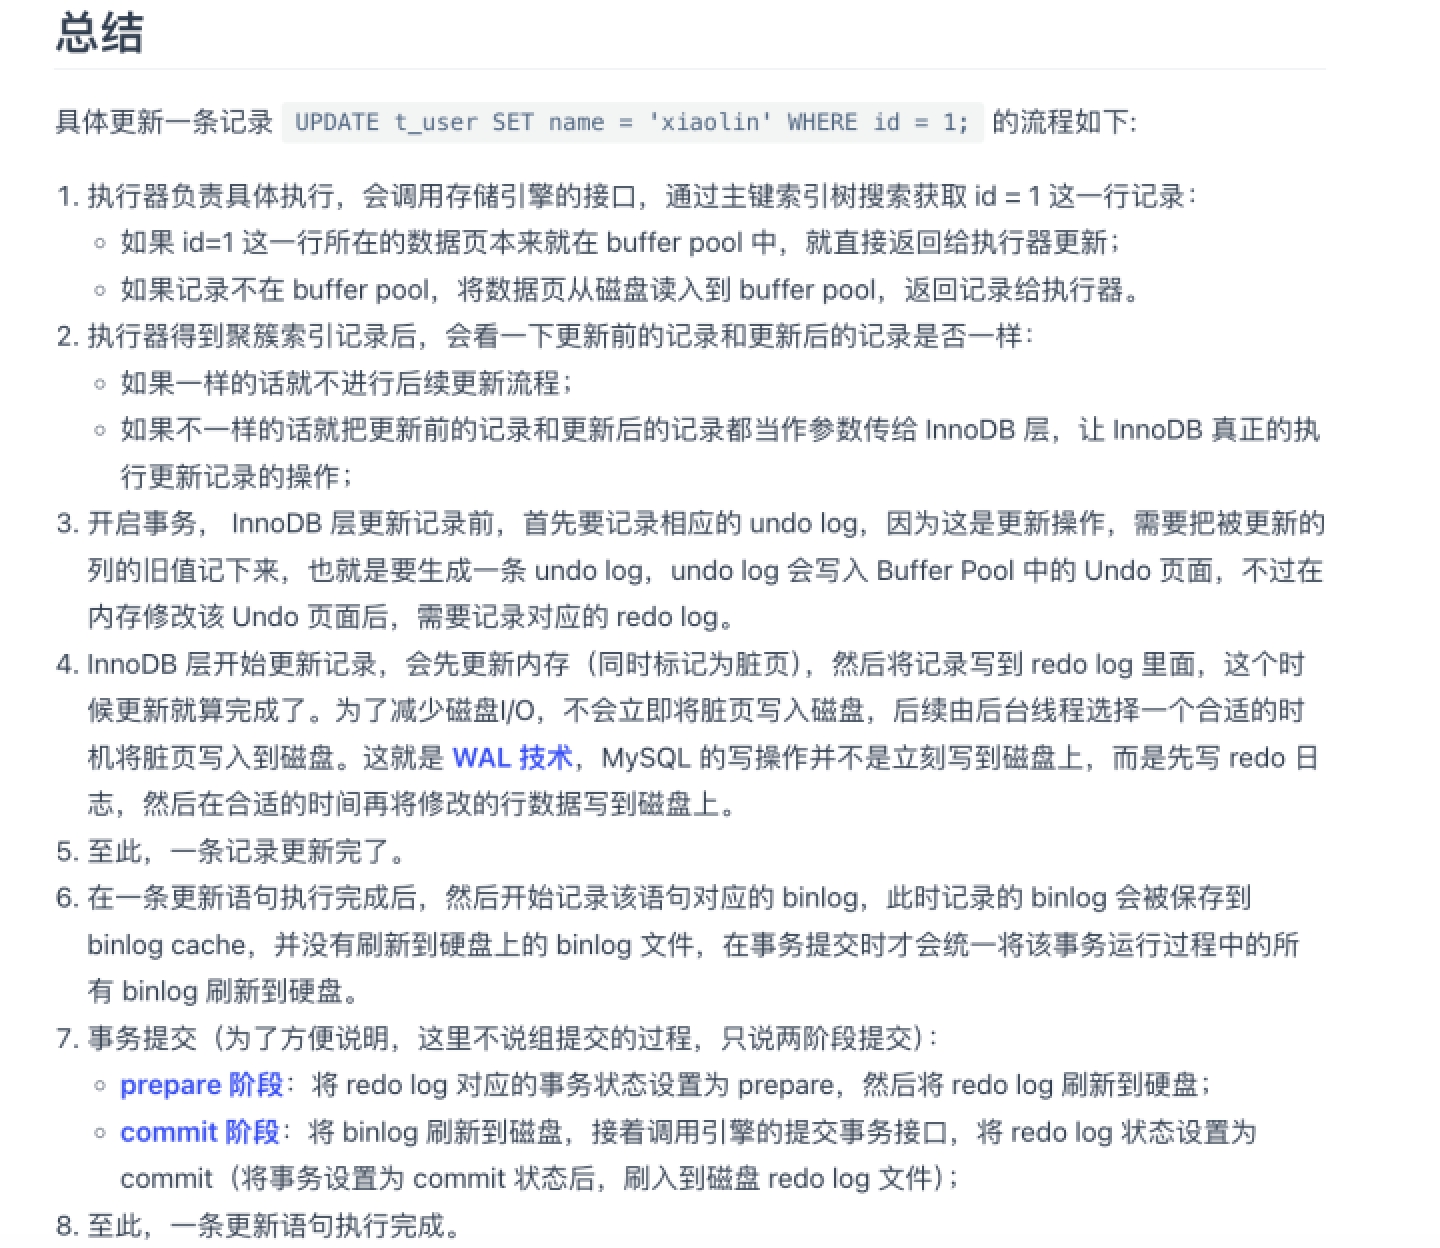 总结
具体更新一条记录 UPDATE t_user SET name = 'xiaolin' WHERE id = 1; 的流程如下:
1. 执行器负责具体执行，会调用存储引擎的接口，通过主键索引树搜索获取 id = 1 这一行记录：
◦ 如果 id=1 这一行所在的数据页本来就在 buffer pool 中，就直接返回给执行器更新；
◦ 如果记录不在 buffer pool，将数据页从磁盘读入到 buffer pool，返回记录给执行器。
2. 执行器得到聚簇索引记录后，会看一下更新前的记录和更新后的记录是否一样：
◦ 如果一样的话就不进行后续更新流程；
◦ 如果不一样的话就把更新前的记录和更新后的记录都当作参数传给 InnoDB 层，让 InnoDB 真正的执
行更新记录的操作；
3. 开启事务， InnoDB 层更新记录前，首先要记录相应的 undo log，因为这是更新操作，需要把被更新的
列的旧值记下来，也就是要生成一条 undo log，undo log 会写入 Buffer Pool 中的 Undo 页面，不过在
内存修改该 Undo 页面后，需要记录对应的 redo log。
4. InnoDB 层开始更新记录，会先更新内存（同时标记为脏页），然后将记录写到 redo log 里面，这个时
候更新就算完成了。为了减少磁盘I/O，不会立即将脏页写入磁盘，后续由后台线程选择一个合适的时
机将脏页写入到磁盘。这就是 WAL 技术，MySQL 的写操作并不是立刻写到磁盘上，而是先写 redo 日
志，然后在合适的时间再将修改的行数据写到磁盘上。
5. 至此，一条记录更新完了。
6. 在一条更新语句执行完成后，然后开始记录该语句对应的 binlog，此时记录的 binlog 会被保存到
binlog cache，并没有刷新到硬盘上的 binlog 文件，在事务提交时才会统一将该事务运行过程中的所
有 binlog 刷新到硬盘。
7. 事务提交（为了方便说明，这里不说组提交的过程，只说两阶段提交）：
◦ prepare 阶段：将 redo log 对应的事务状态设置为 prepare，然后将 redo log 刷新到硬盘；
◦ commit 阶段：将 binlog 刷新到磁盘，接着调用引擎的提交事务接口，将 redo log 状态设置为
commit（将事务设置为 commit 状态后，刷入到磁盘 redo log 文件）；
8. 至此，一条更新语句执行完成。